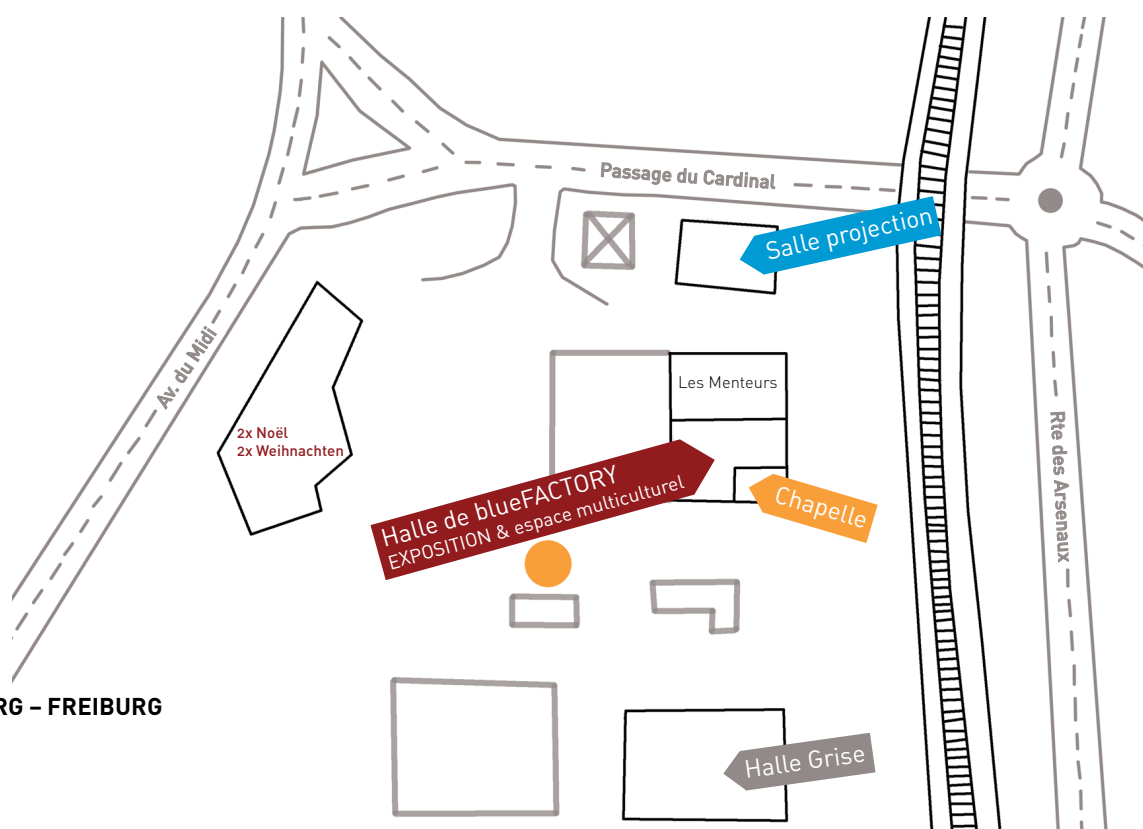 Passage du Cardinal
Salle projection
Av. du Midi
Les Menteurs
2x Noël
2x Weihnachten
Halle de blueFACTORY
EXPOSITION & espace multiculturel
Chapelle
Rte des Arsenaux
RG – FREIBURG
Halle Grise